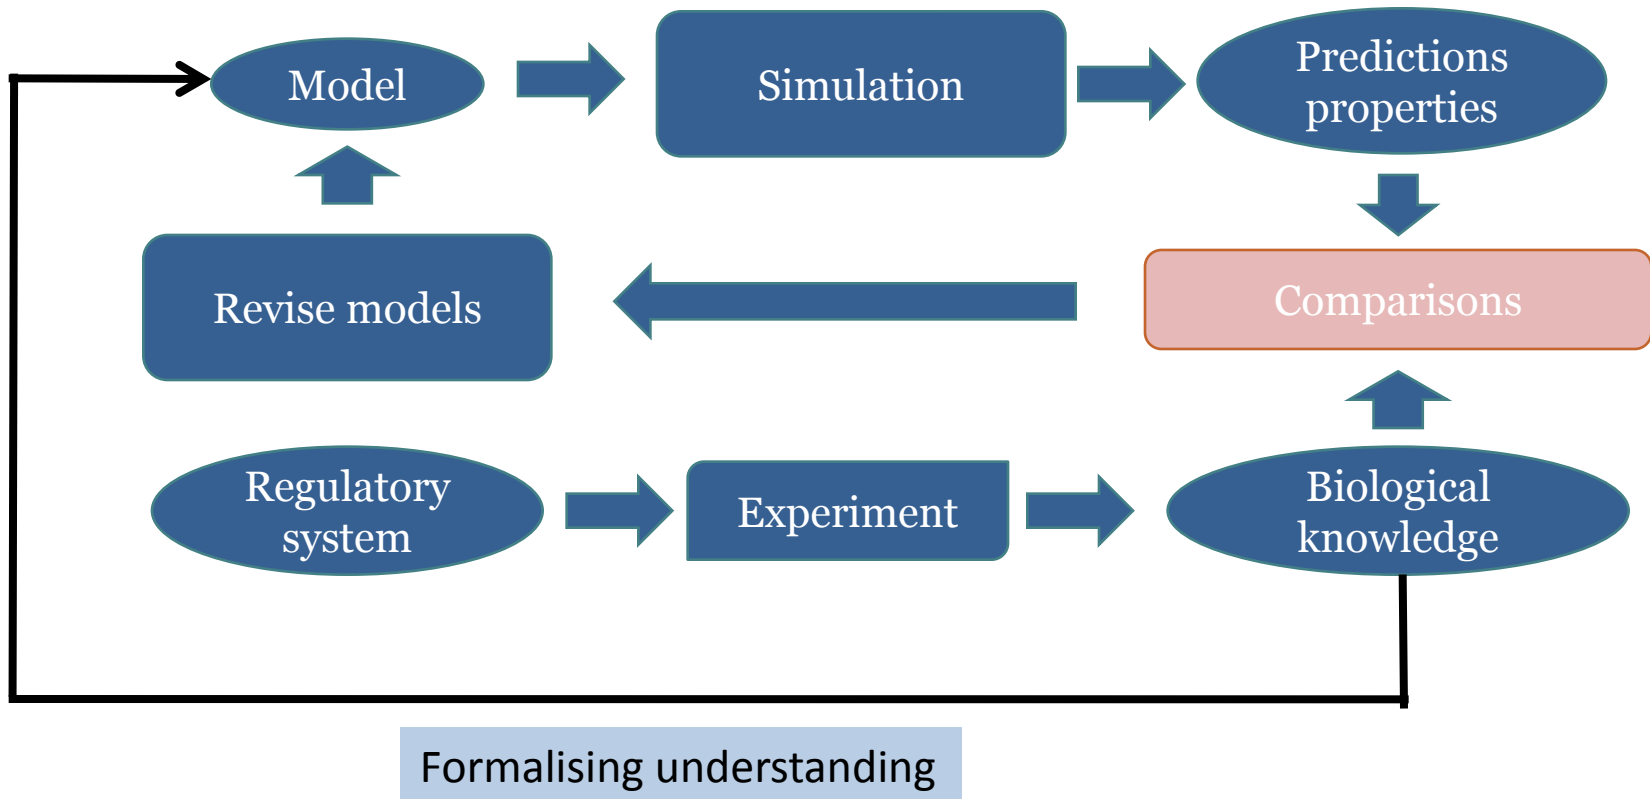 Model
Simulation
Predictions
properties
Revise models
Comparisons
Regulatory
system
Experiment
Biological
knowledge
Formalising understanding